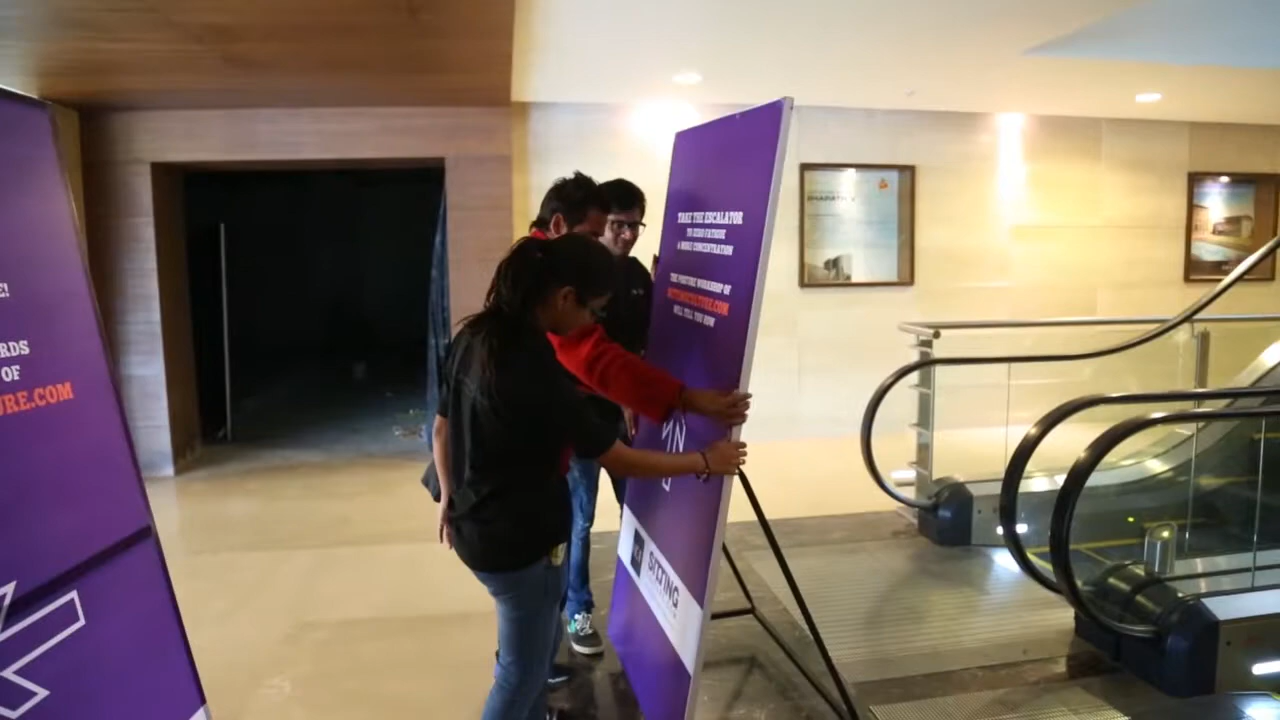 E!
RDS
OF
URE.COM
TAKE THE ESCALATOR
TO ZERO FATIGUE
& MORE CONCENTRATION
THE POSTURE WORKSHOP OF
SITTINGCULTURE.COM
WILL TELL YOU HOW
SITTING